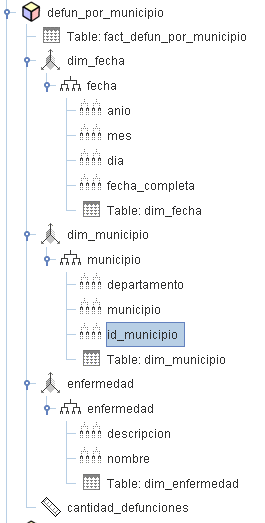 defun_por_municipio
Table: fact_defun_por_municipio
dim_fecha
fecha
anio
mes
dia
fecha_completa
Table: dim_fecha
dim_municipio
municipio
departamento
municipio
id_municipio
Table: dim_municipio
enfermedad
enfermedad
descripcion
nombre
Table: dim_enfermedad
cantidad_defunciones